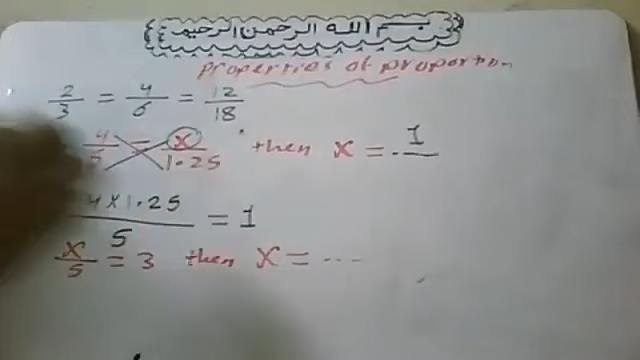 بسم الله الرحمن الرحيم
properties of proportion
2/3 = 4/6 = 12/18
4/5 = x/1.25 then x = 1
4×1.25/5 = 1
x/5 = 3 then x = ...